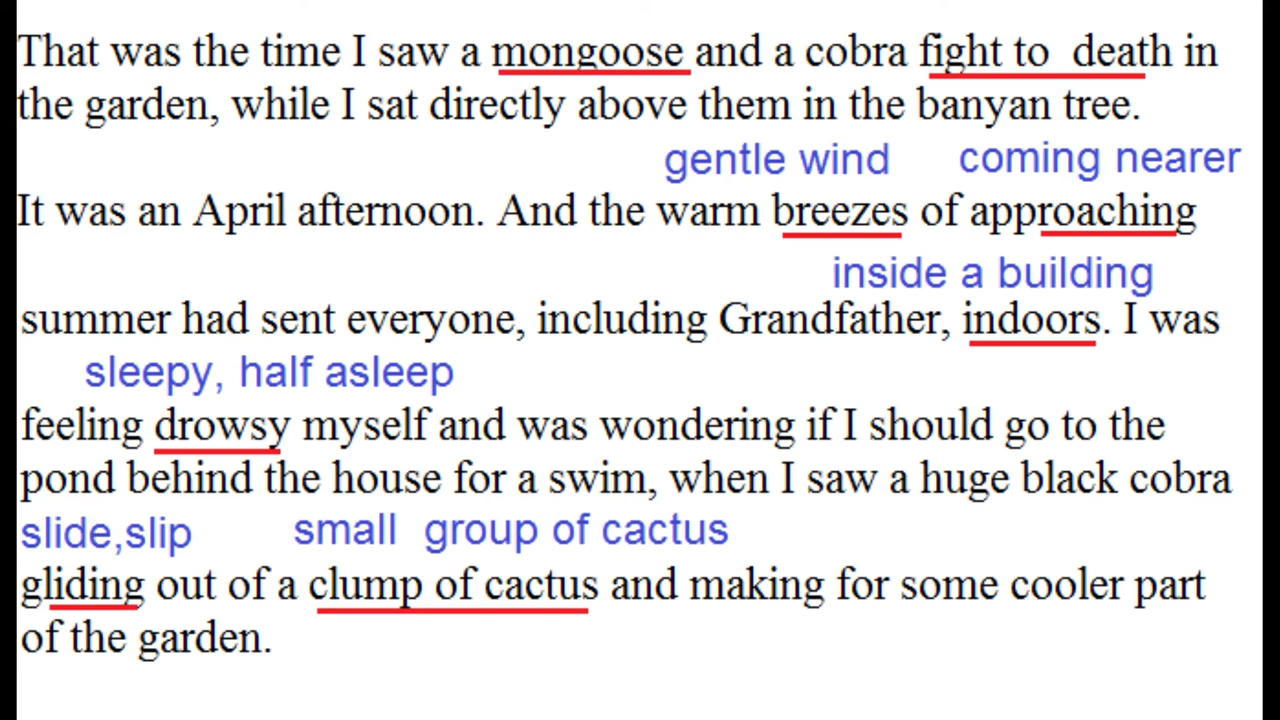 That was the time I saw a mongoose and a cobra fight to  death in
the garden, while I sat directly above them in the banyan tree.
gentle wind coming nearer
It was an April afternoon. And the warm breezes of approaching
inside a building
summer had sent everyone, including Grandfather, indoors. I was
sleepy, half asleep
feeling drowsy myself and was wondering if I should go to the
pond behind the house for a swim, when I saw a huge black cobra
slide,slip small  group of cactus
gliding out of a clump of cactus and making for some cooler part
of the garden.